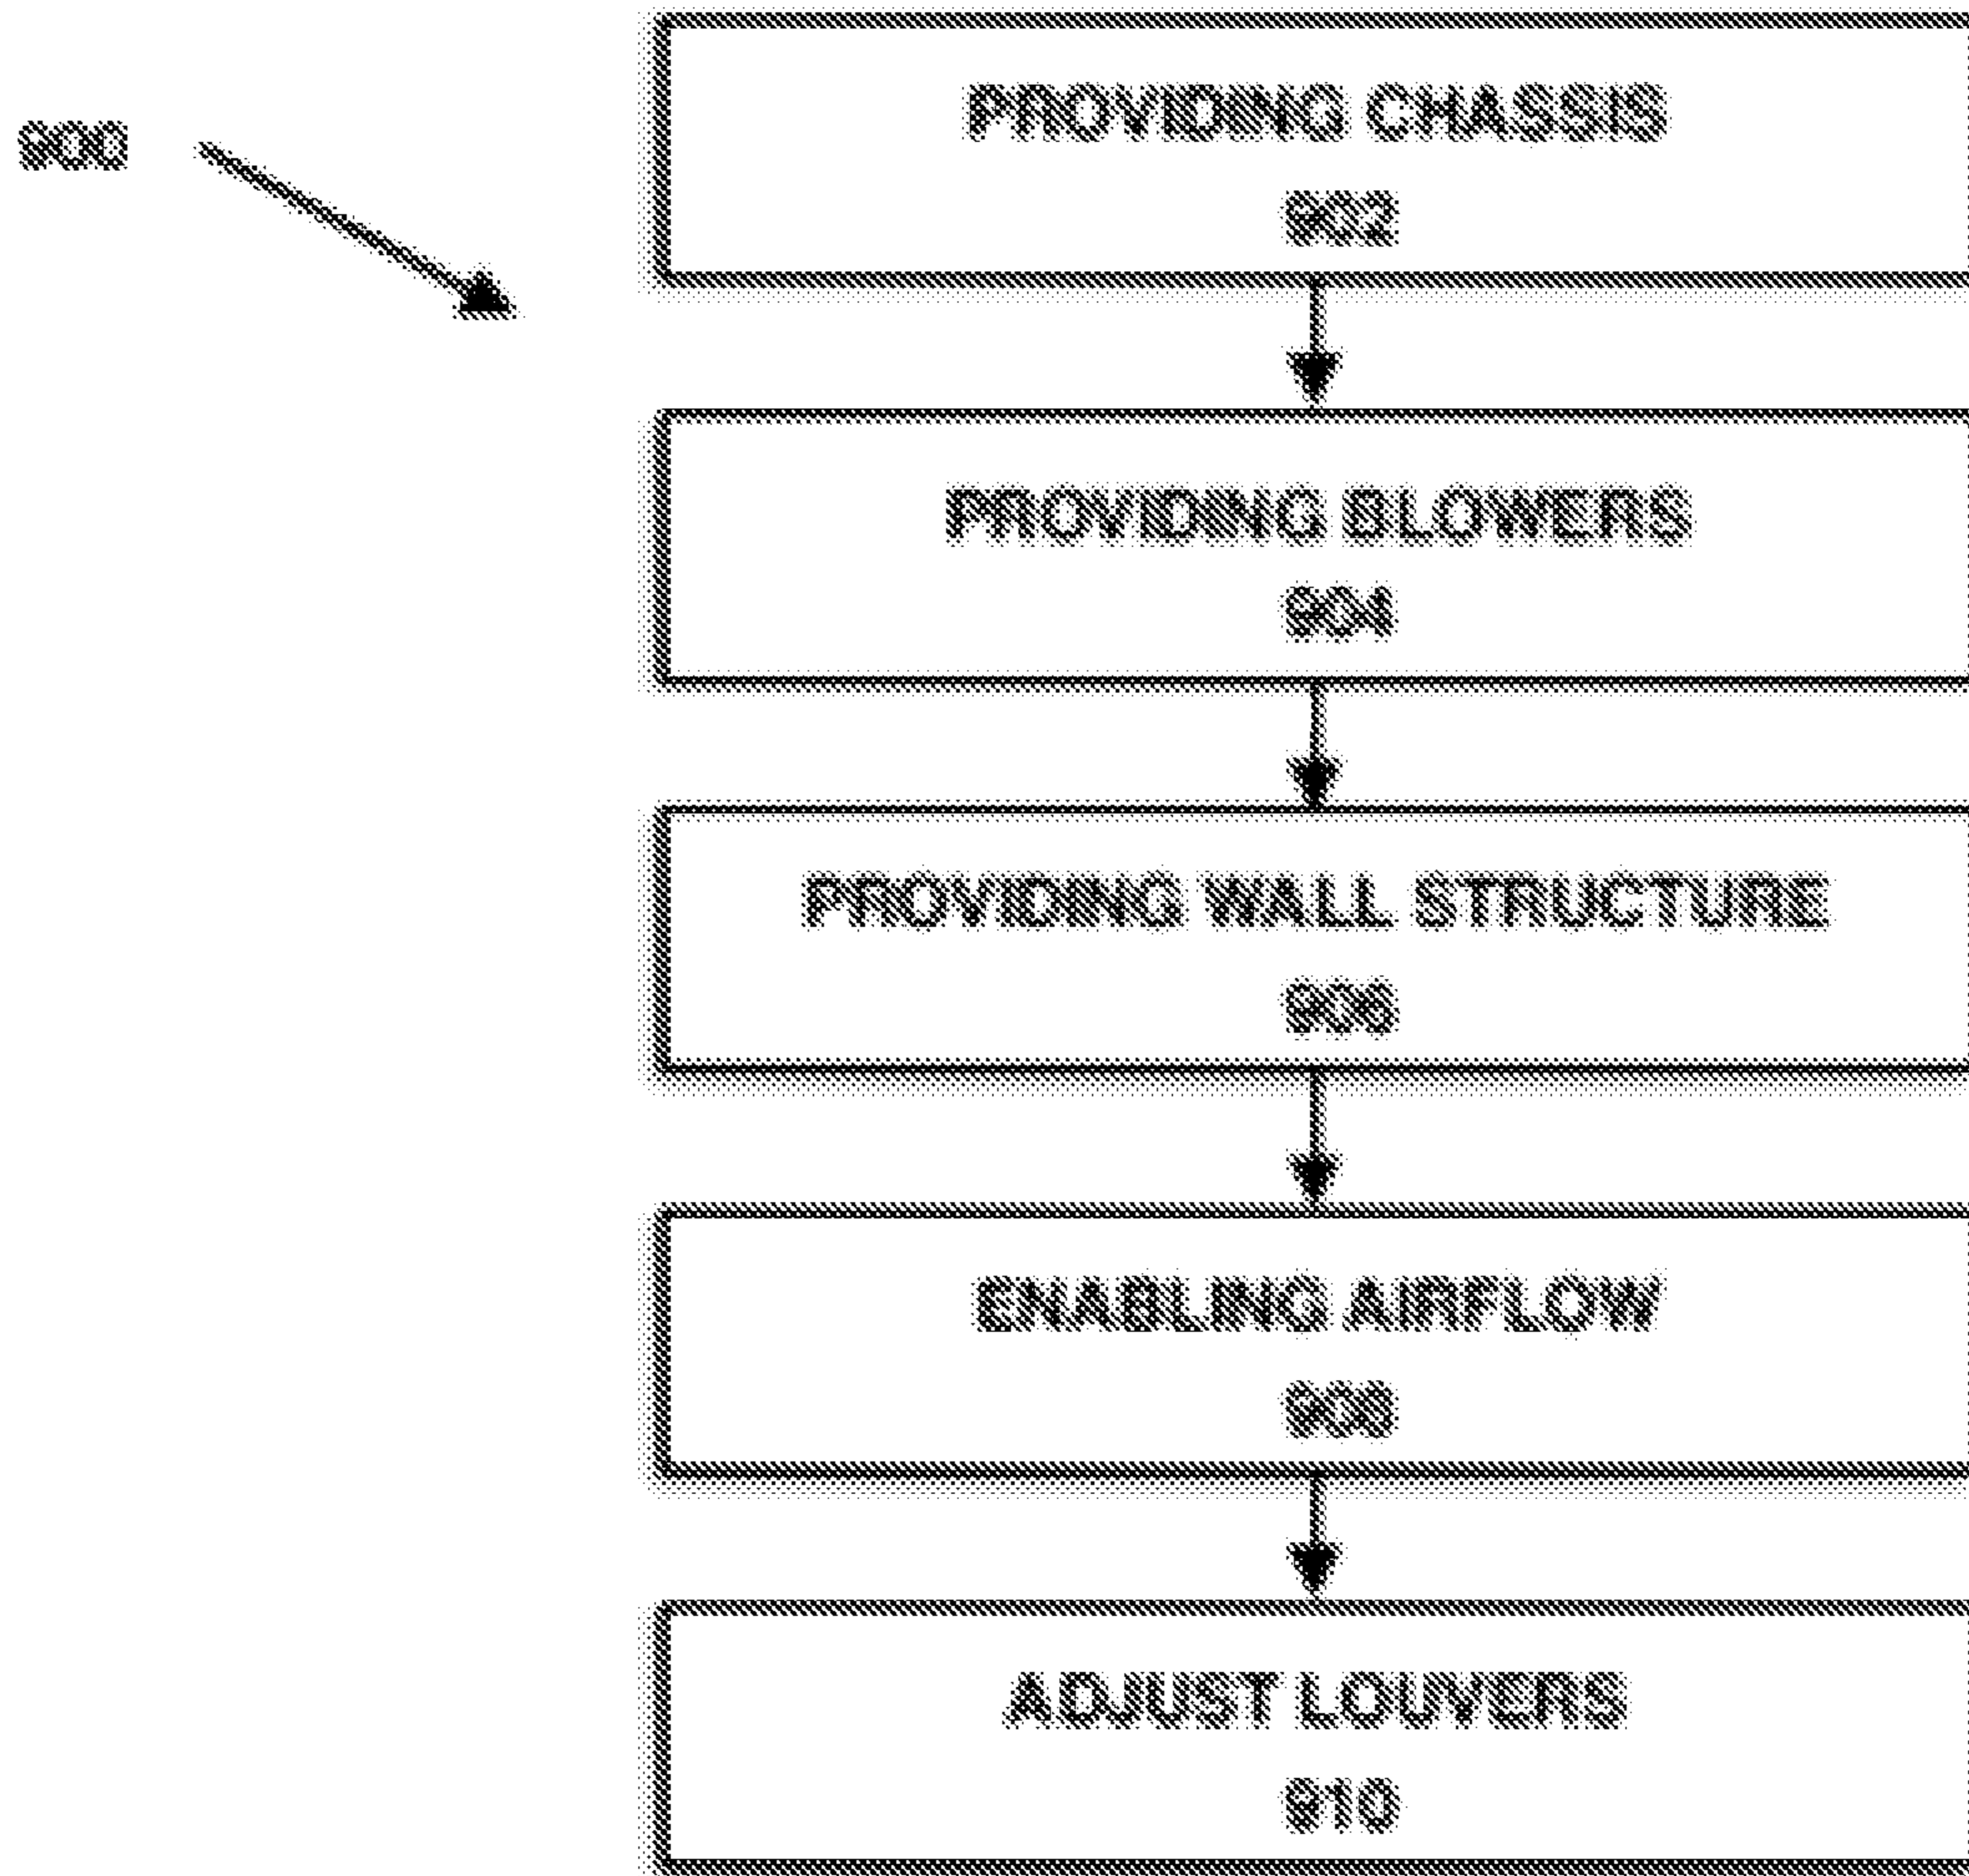 900
PROVIDING CHASSIS
902
PROVIDING BLOWERS
904
PROVIDING WALL STRUCTURE
906
ENABLING AIRFLOW
908
ADJUST LOUVERS
910